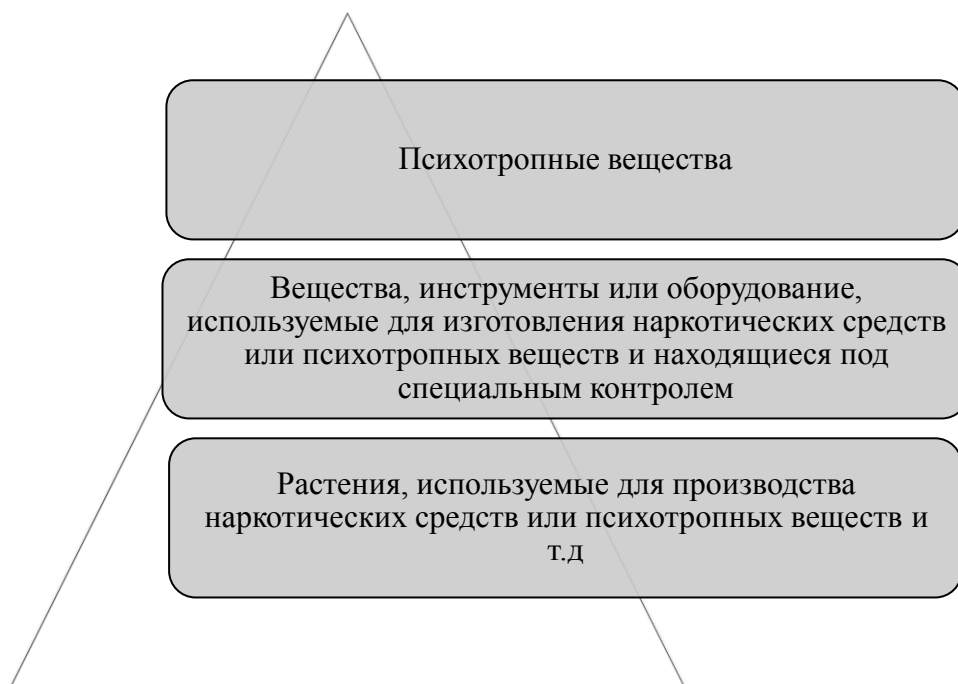 Психотропные вещества
Вещества, инструменты или оборудование,
используемые для изготовления наркотических средств
или психотропных веществ и находящиеся под
специальным контролем
Растения, используемые для производства
наркотических средств или психотропных веществ и
т.д